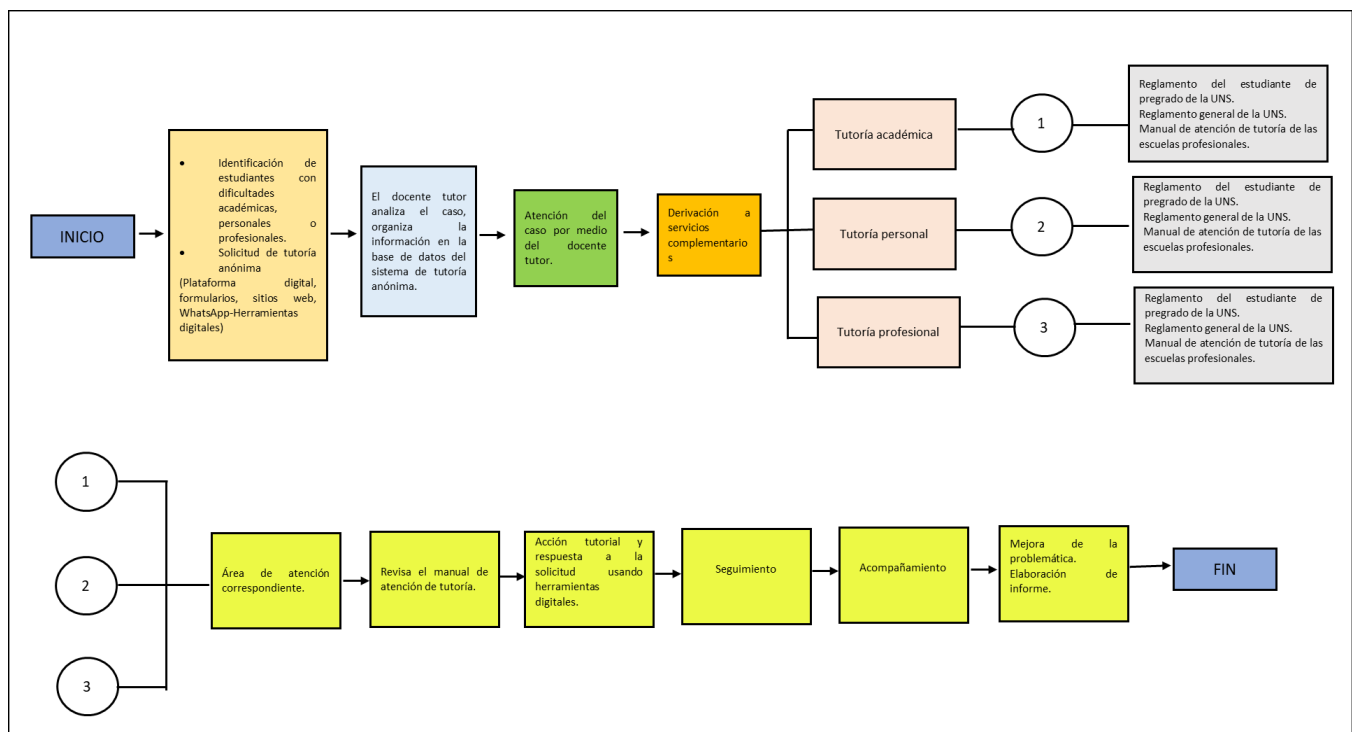 INICIO
• Identificación de
estudiantes con
dificultades
académicas,
personales o
profesionales.
• Solicitud de tutoría
anónima
(Plataforma digital,
formularios, sitios web,
WhatsApp-Herramientas
digitales)
El docente tutor
analiza el caso,
organiza la
información en la
base de datos del
sistema de tutoría
anónima.
Atención del
caso por medio
del docente
tutor.
Derivación a
servicios
complementario
s
Tutoría académica
1
Reglamento del estudiante de
pregrado de la UNS.
Reglamento general de la UNS.
Manual de atención de tutoría de las
escuelas profesionales.
Tutoría personal
2
Reglamento del estudiante de
pregrado de la UNS.
Reglamento general de la UNS.
Manual de atención de tutoría de las
escuelas profesionales.
Tutoría profesional
3
Reglamento del estudiante de
pregrado de la UNS.
Reglamento general de la UNS.
Manual de atención de tutoría de las
escuelas profesionales.
1
2
3
Área de atención
correspondiente.
Revisa el manual de
atención de tutoría.
Acción tutorial y
respuesta a la
solicitud usando
herramientas
digitales.
Seguimiento
Acompañamiento
Mejora de la
problemática.
Elaboración de
informe.
FIN